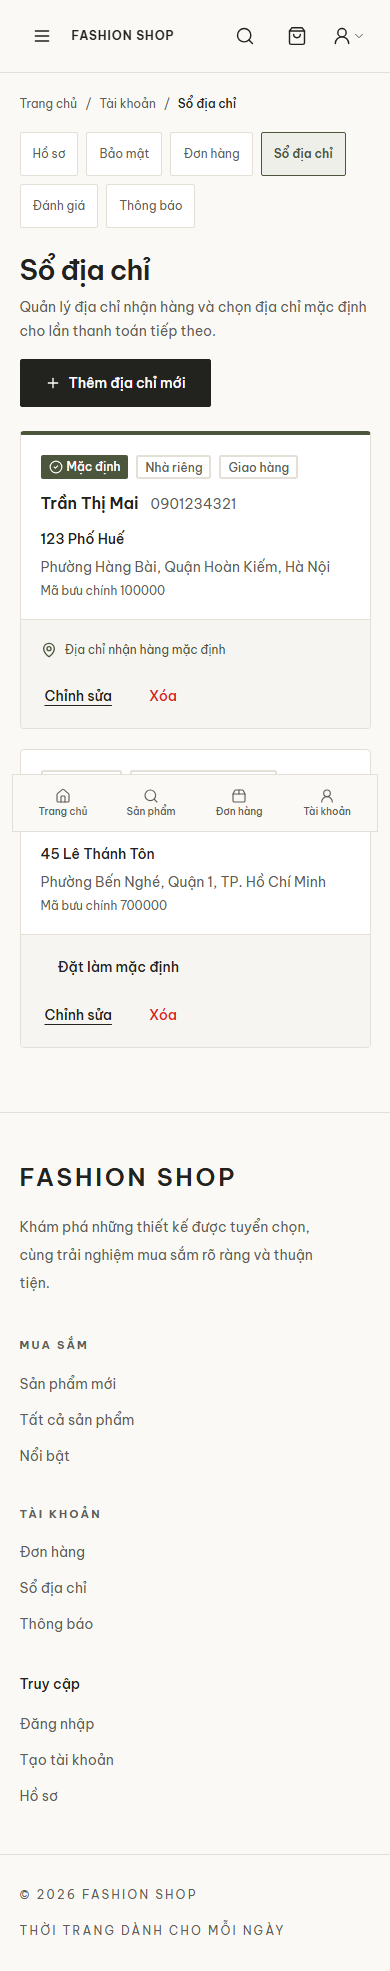 FASHION SHOP
Trang chủ / Tài khoản / Sổ địa chỉ
Hồ sơ Bảo mật Đơn hàng Sổ địa chỉ
Đánh giá Thông báo
Sổ địa chỉ
Quản lý địa chỉ nhận hàng và chọn địa chỉ mặc định
cho lần thanh toán tiếp theo.
Thêm địa chỉ mới
Mặc định Nhà riêng Giao hàng
Trần Thị Mai 0901234321
123 Phố Huế
Phường Hàng Bài, Quận Hoàn Kiếm, Hà Nội
Mã bưu chính 100000
Địa chỉ nhận hàng mặc định
Chỉnh sửa Xóa
Trang chủ Sản phẩm Đơn hàng Tài khoản
45 Lê Thánh Tôn
Phường Bến Nghé, Quận 1, TP. Hồ Chí Minh
Mã bưu chính 700000
Đặt làm mặc định
Chỉnh sửa Xóa
FASHION SHOP
Khám phá những thiết kế được tuyển chọn,
cùng trải nghiệm mua sắm rõ ràng và thuận
tiện.
MUA SẮM
Sản phẩm mới
Tất cả sản phẩm
Nổi bật
TÀI KHOẢN
Đơn hàng
Sổ địa chỉ
Thông báo
Truy cập
Đăng nhập
Tạo tài khoản
Hồ sơ
© 2026 FASHION SHOP
THỜI TRANG DÀNH CHO MỖI NGÀY